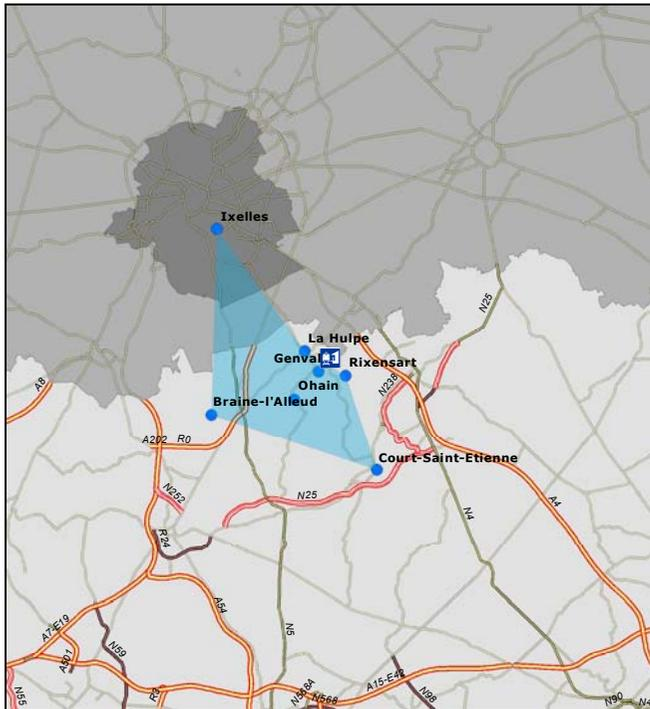 Ixelles
N25
La Hulpe
Genval
Rixensart
A8
N238
Ohain
Braine-l'Alleud
A202 R0
Court-Saint-Etienne
N252
N25
A4
N4
R24
A54
N5
A7-E19
N59
A501
A15-E42
N55
R3
N568A
N568
N98
N90